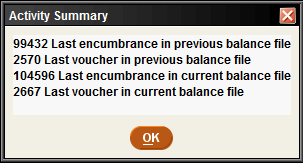 Activity Summary
99432 Last encumbrance in previous balance file
2570 Last voucher in previous balance file
104596 Last encumbrance in current balance file
2667 Last voucher in current balance file
OK